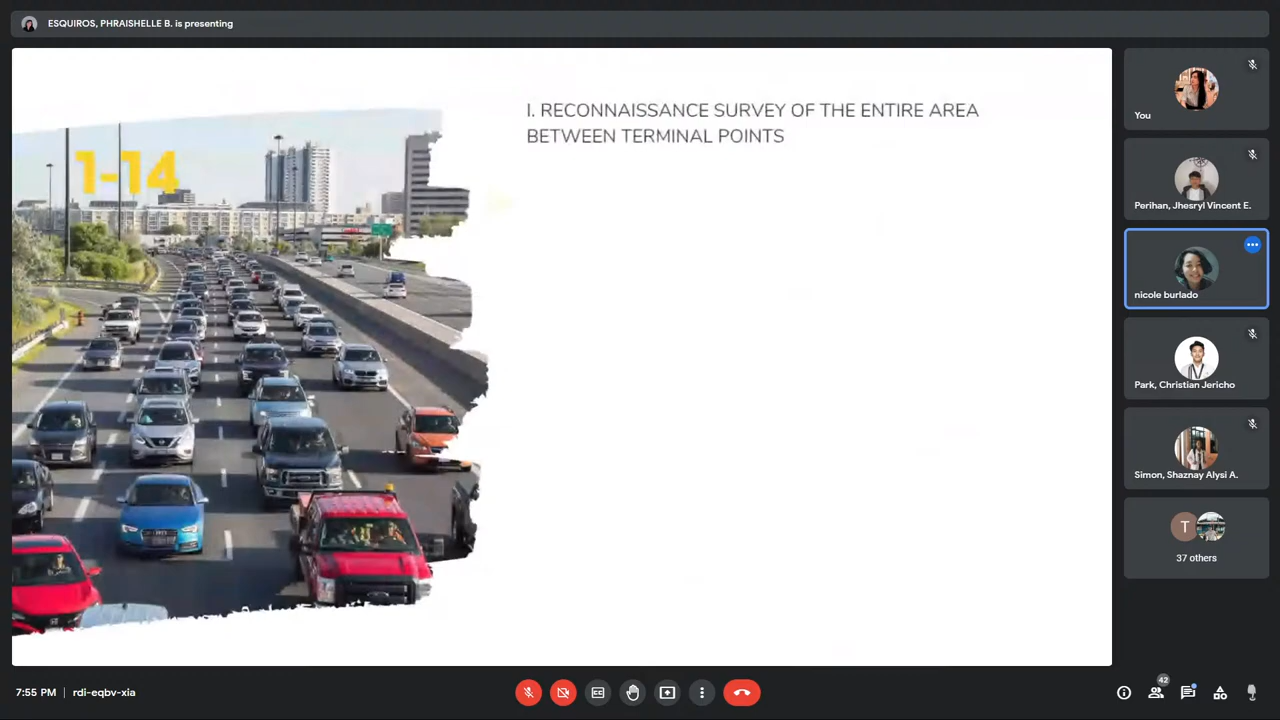 ESQUIROS, PHRAISHELLE B. is presenting
1-14
I. RECONNAISSANCE SURVEY OF THE ENTIRE AREA
BETWEEN TERMINAL POINTS
You
Perihan, Jhesryl Vincent E.
nicole burlado
Park, Christian Jericho
Simon, Shaznay Alysi A.
T
37 others
7:55 PM | rdi-eqbv-xia
42